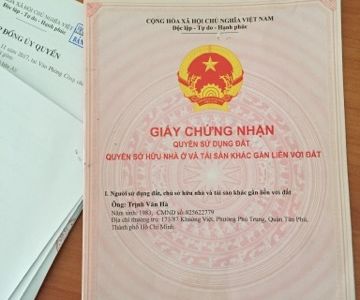 P ĐỒNG ỦY QUYỀN
CỘNG HÒA XÃ HỘI CHỦ NGHĨA VIỆT NAM
Độc lập - Tự do - Hạnh phúc
GIẤY CHỨNG NHẬN
QUYỀN SỬ DỤNG ĐẤT
QUYỀN SỞ HỮU NHÀ Ở VÀ TÀI SẢN KHÁC GẮN LIỀN VỚI ĐẤT
I. Người sử dụng đất, chủ sở hữu nhà ở và tài sản khác gắn liền với đất
Ông: Trịnh Văn Hà
Năm sinh: 1983, CMND số: 025622779
Địa chỉ thường trú: 175/87 Khuông Việt, Phường Phú Trung, Quận Tân Phú,
Thành phố Hồ Chí Minh